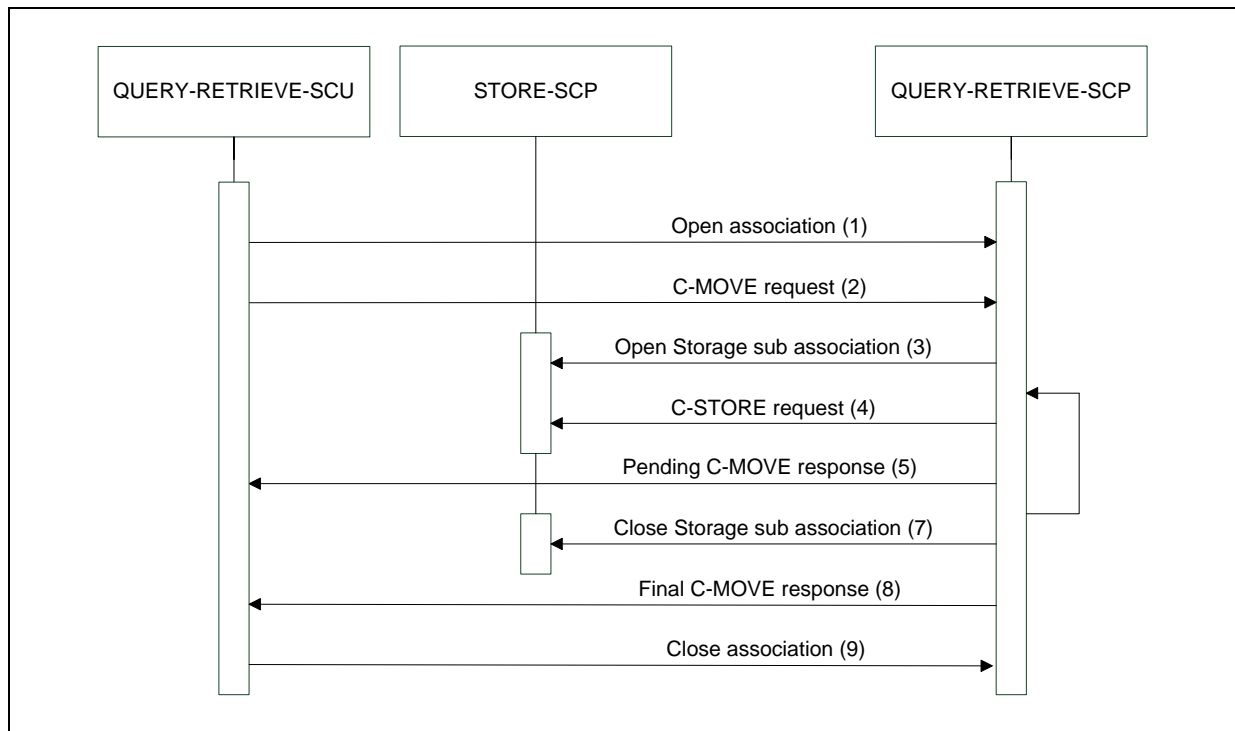 QUERY-RETRIEVE-SCU
STORE-SCP
QUERY-RETRIEVE-SCP
Open association (1)
C-MOVE request (2)
Open Storage sub association (3)
C-STORE request (4)
Pending C-MOVE response (5)
Close Storage sub association (7)
Final C-MOVE response (8)
Close association (9)